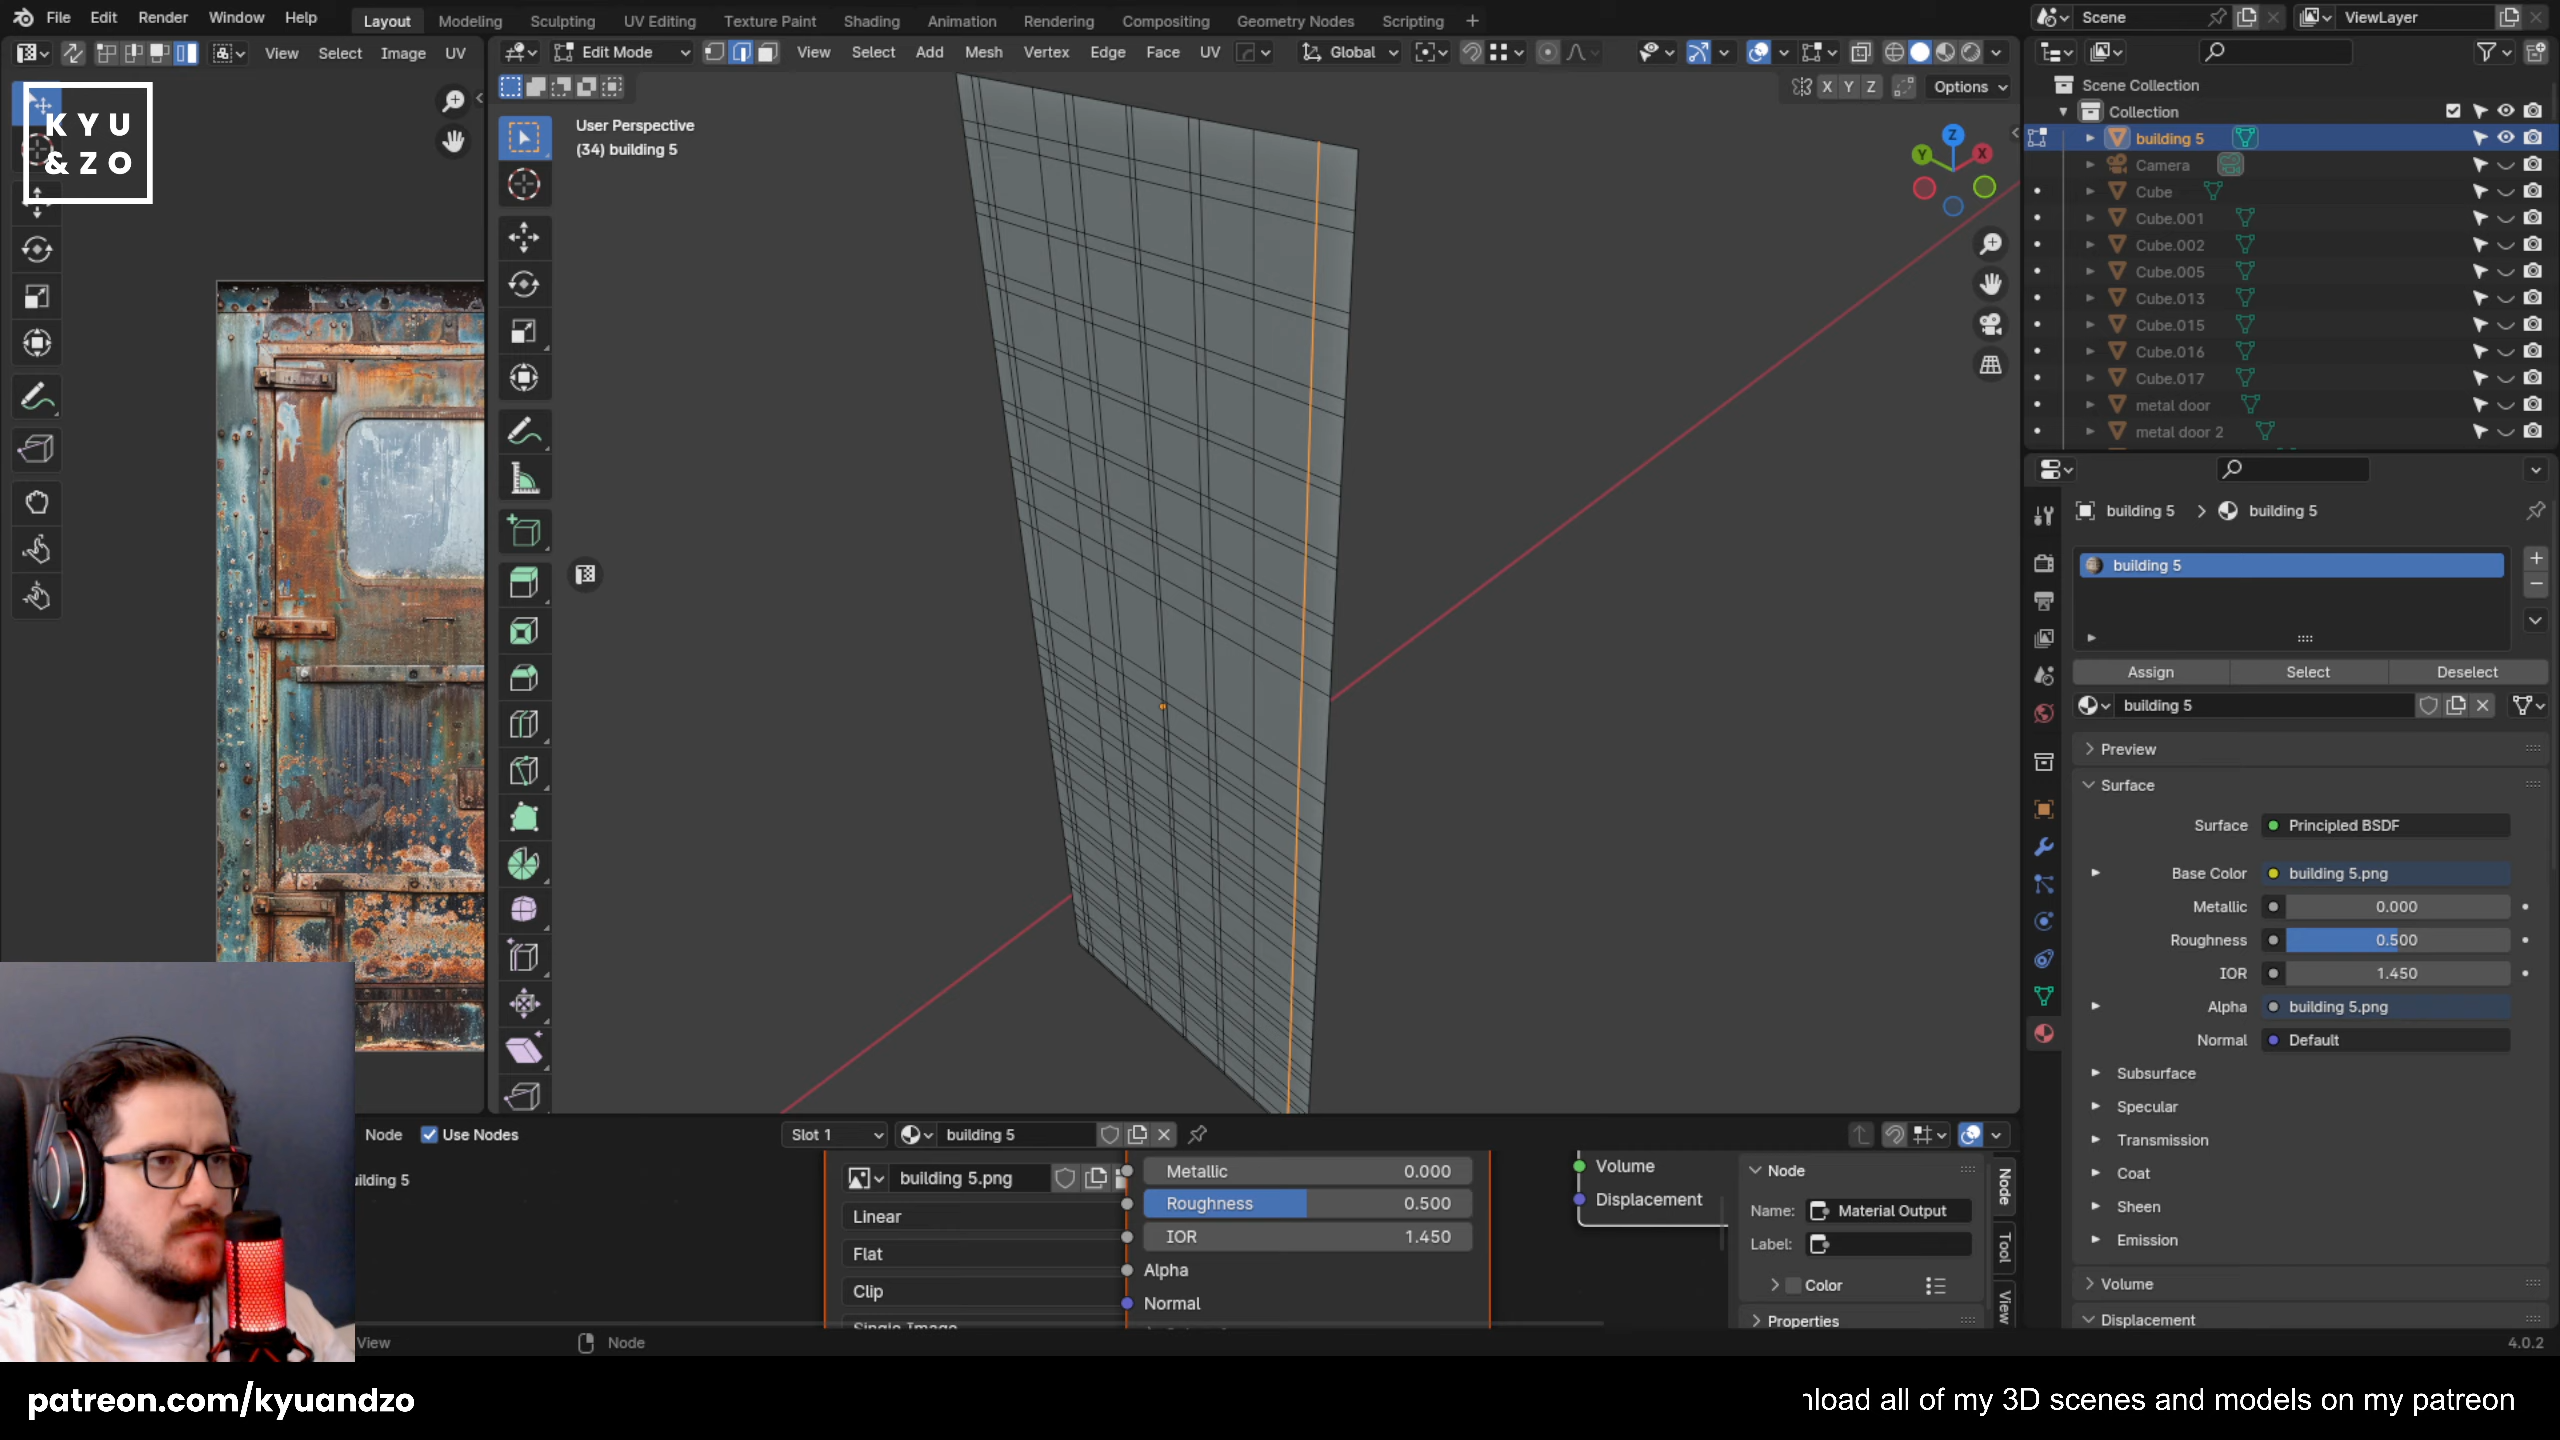 File Edit Render Window Help Layout Modeling Sculpting UV Editing Texture Paint Shading Animation Rendering Compositing Geometry Nodes Scripting + Scene ViewLayer
View Select Image UV Edit Mode View Select Add Mesh Vertex Edge Face UV Global
X Y Z Options
KYU
&ZO
User Perspective
(34) building 5
Z
Y X
Scene Collection
Collection
building 5
Camera
Cube
Cube.001
Cube.002
Cube.005
Cube.013
Cube.015
Cube.016
Cube.017
metal door
metal door 2
building 5 > building 5
building 5
Assign Select Deselect
building 5
Preview
Surface
Surface Principled BSDF
Base Color building 5.png
Metallic 0.000
Roughness 0.500
IOR 1.450
Alpha building 5.png
Normal Default
Subsurface
Specular
Transmission
Coat
Sheen
Emission
Volume
Displacement
Node Use Nodes Slot 1 building 5
uilding 5
building 5.png
Linear
Flat
Clip
Metallic 0.000
Roughness 0.500
IOR 1.450
Alpha
Normal
Volume
Displacement
Node
Name: Material Output
Label:
Color
Properties
Node
Tool
View
View Node 4.0.2
patreon.com/kyuandzo
load all of my 3D scenes and models on my patreon